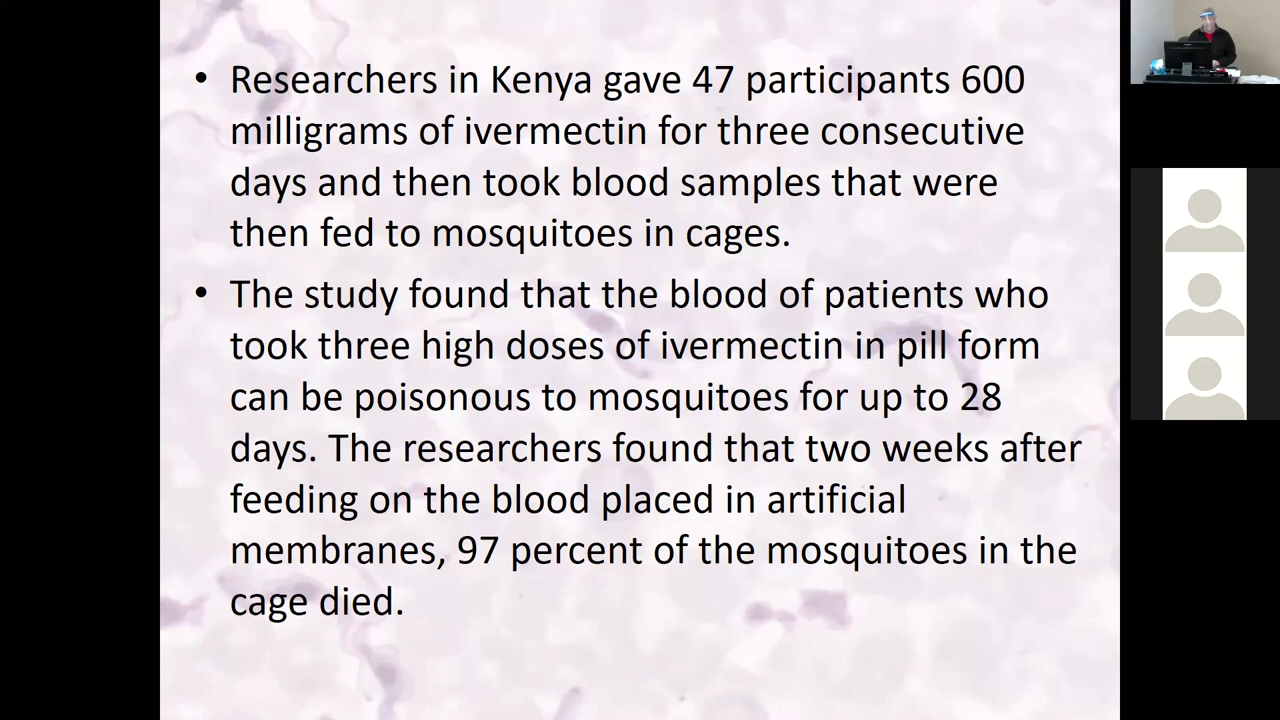 • Researchers in Kenya gave 47 participants 600
milligrams of ivermectin for three consecutive
days and then took blood samples that were
then fed to mosquitoes in cages.
• The study found that the blood of patients who
took three high doses of ivermectin in pill form
can be poisonous to mosquitoes for up to 28
days. The researchers found that two weeks after
feeding on the blood placed in artificial
membranes, 97 percent of the mosquitoes in the
cage died.